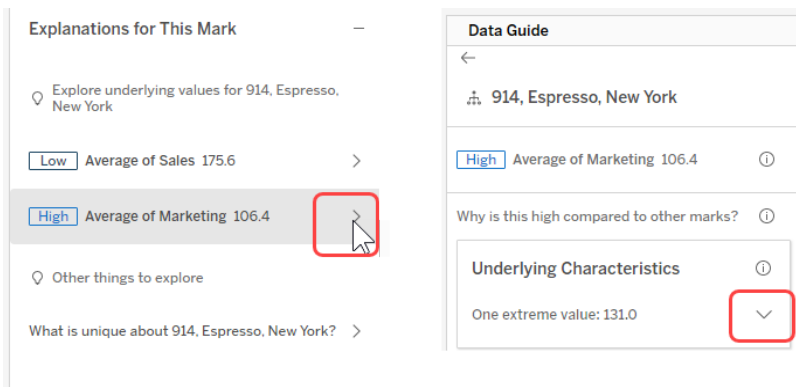 Explanations for This Mark
Explore underlying values for 914, Espresso,
New York
Low Average of Sales 175.6
High Average of Marketing 106.4
Other things to explore
What is unique about 914, Espresso, New York?
Data Guide
914, Espresso, New York
High Average of Marketing 106.4
Why is this high compared to other marks?
Underlying Characteristics
One extreme value: 131.0